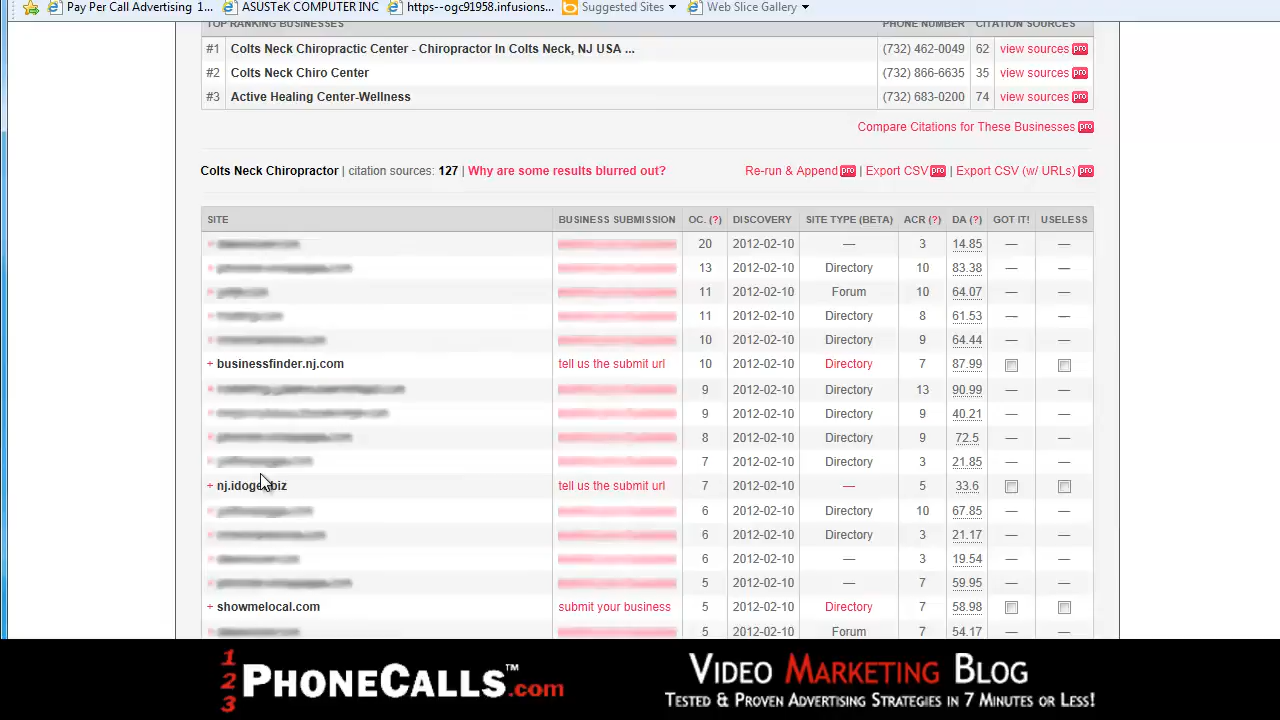 Pay Per Call Advertising 1... ASUSTeK COMPUTER INC https--ogc91958.infusions... Suggested Sites Web Slice Gallery
TOP RANKING BUSINESSES PHONE NUMBER CITATION SOURCES
#1 Colts Neck Chiropractic Center - Chiropractor In Colts Neck, NJ USA ... (732) 462-0049 62 view sources pro
#2 Colts Neck Chiro Center (732) 866-6635 35 view sources pro
#3 Active Healing Center-Wellness (732) 683-0200 74 view sources pro
Compare Citations for These Businesses pro
Colts Neck Chiropractor | citation sources: 127 | Why are some results blurred out? Re-run & Append pro | Export CSV pro | Export CSV (w/ URLs) pro
SITE BUSINESS SUBMISSION OC. (?) DISCOVERY SITE TYPE (BETA) ACR (?) DA (?) GOT IT! USELESS
20 2012-02-10 — 3 14.85 — —
13 2012-02-10 Directory 10 83.38 — —
11 2012-02-10 Forum 10 64.07 — —
11 2012-02-10 Directory 8 61.53 — —
10 2012-02-10 Directory 9 64.44 — —
+ businessfinder.nj.com tell us the submit url 10 2012-02-10 Directory 7 87.99
9 2012-02-10 Directory 13 90.99 — —
9 2012-02-10 Directory 9 40.21 — —
8 2012-02-10 Directory 9 72.5 — —
7 2012-02-10 Directory 3 21.85 — —
+ tell us the submit url 7 2012-02-10 — 5 33.6
6 2012-02-10 Directory 10 67.85 — —
6 2012-02-10 Directory 3 21.17 — —
6 2012-02-10 — 3 19.54 — —
5 2012-02-10 — 7 59.95 — —
+ showmelocal.com submit your business 5 2012-02-10 Directory 7 58.98
5 2012-02-10 Forum 7 54.17 — —
123 PHONECALLS.com™
VIDEO MARKETING BLOG
TESTED & PROVEN ADVERTISING STRATEGIES IN 7 MINUTES OR LESS!